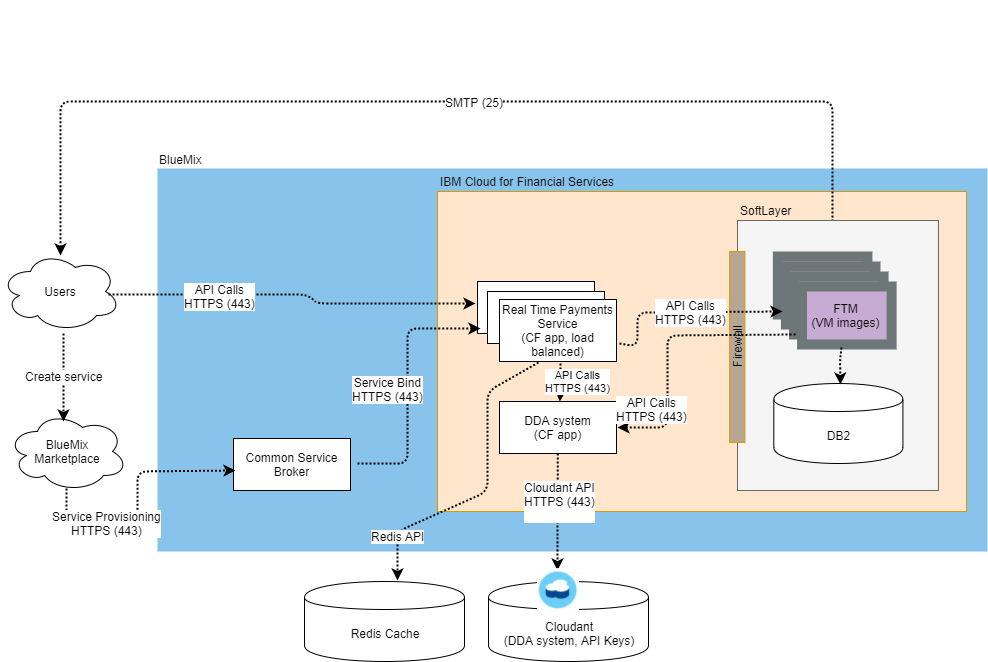 SMTP (25)
BlueMix
IBM Cloud for Financial Services
SoftLayer
Users
API Calls
HTTPS (443)
Real Time Payments
Service
(CF app, load
balanced)
API Calls
HTTPS (443)
Firewall
FTM
(VM images)
Create service
Service Bind
HTTPS (443)
API Calls
HTTPS (443)
API Calls
HTTPS (443)
DDA system
(CF app)
DB2
BlueMix
Marketplace
Common Service
Broker
Cloudant API
HTTPS (443)
Service Provisioning
HTTPS (443)
Redis API
Redis Cache
Cloudant
(DDA system, API Keys)